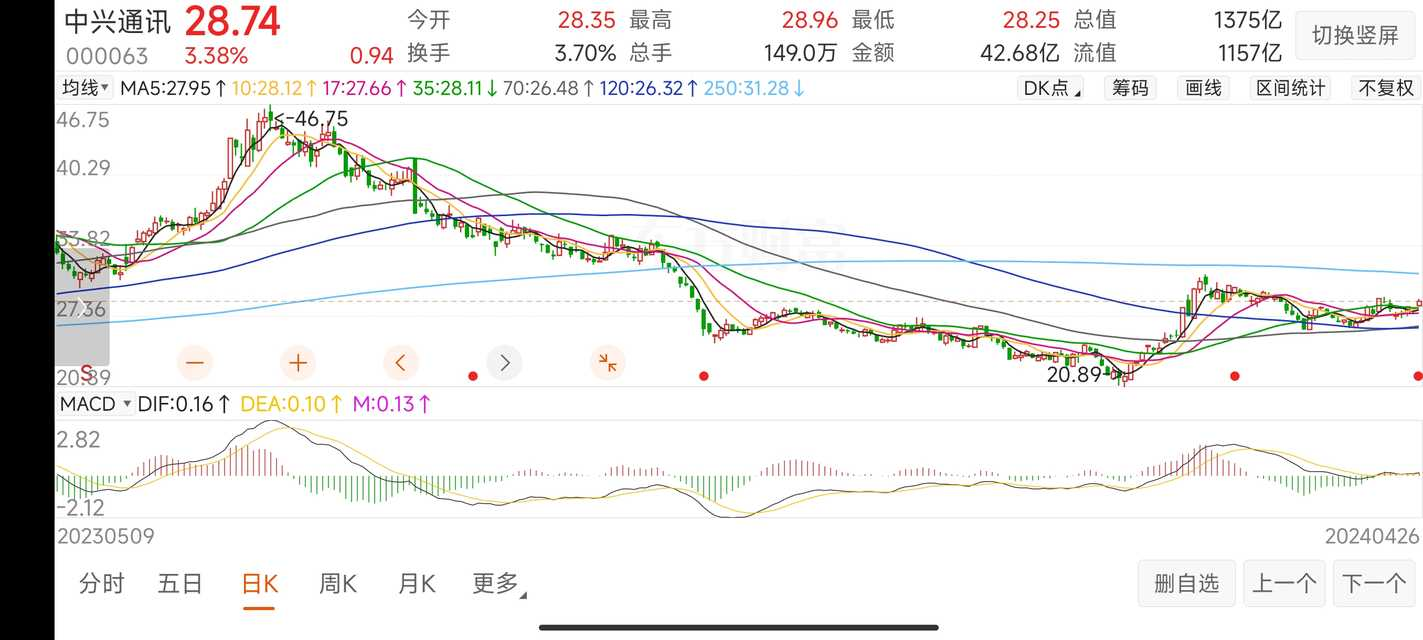 中兴通讯 28.74 今开 28.35 最高 28.96 最低 28.25 总值 1375亿 切换竖屏
000063 3.38% 0.94 换手 3.70% 总手 149.0万 金额 42.68亿 流值 1157亿
均线 MA5:27.95↑ 10:28.12↑ 17:27.66↑ 35:28.11↓ 70:26.48↑ 120:26.32↑ 250:31.28↓ DK点 筹码 画线 区间统计 不复权
46.75
<-46.75
40.29
33.82
27.36
S
20.89
20.89->
MACD DIF:0.16↑ DEA:0.10↑ M:0.13↑
2.82
-2.12
20230509 20240426
分时 五日 日K 周K 月K 更多 删自选 上一个 下一个